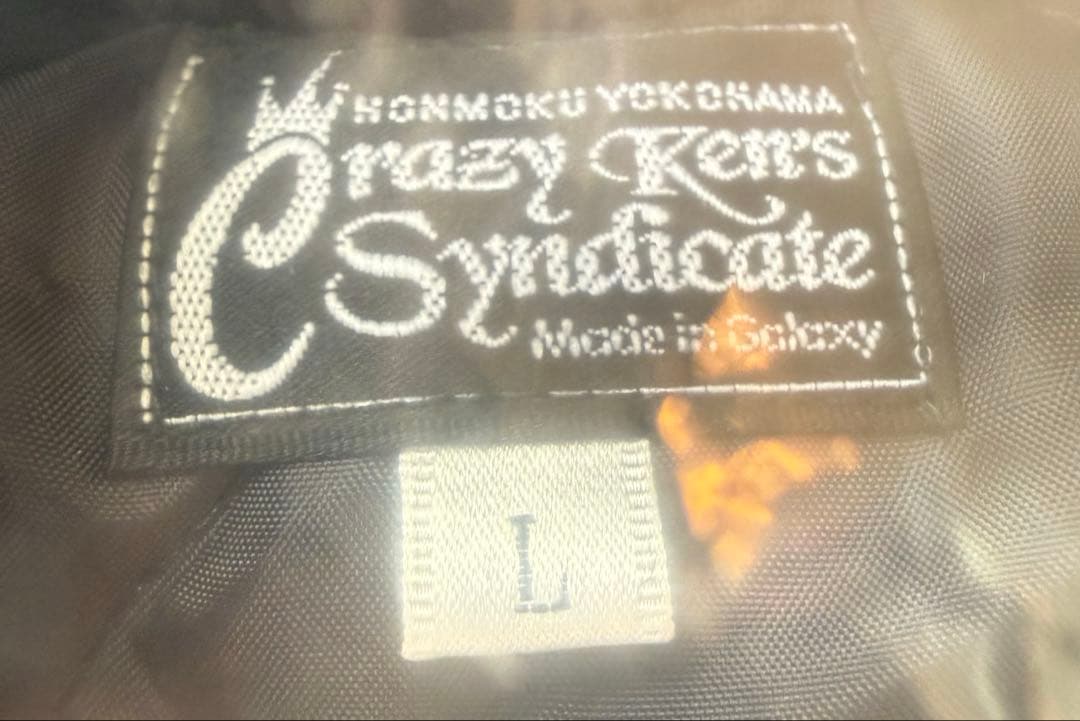 HONMOKU YOKOHAMA
Crazy Ken's
Syndicate
Made in Galaxy
L